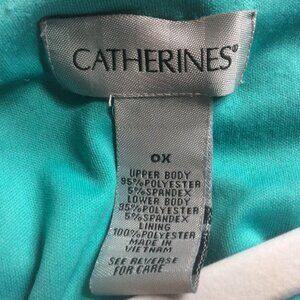 CATHERINES®
0X
UPPER BODY
95%POLYESTER
5%SPANDEX
LOWER BODY
95%POLYESTER
5%SPANDEX
LINING
100%POLYESTER
MADE IN
VIETNAM
SEE REVERSE
FOR CARE